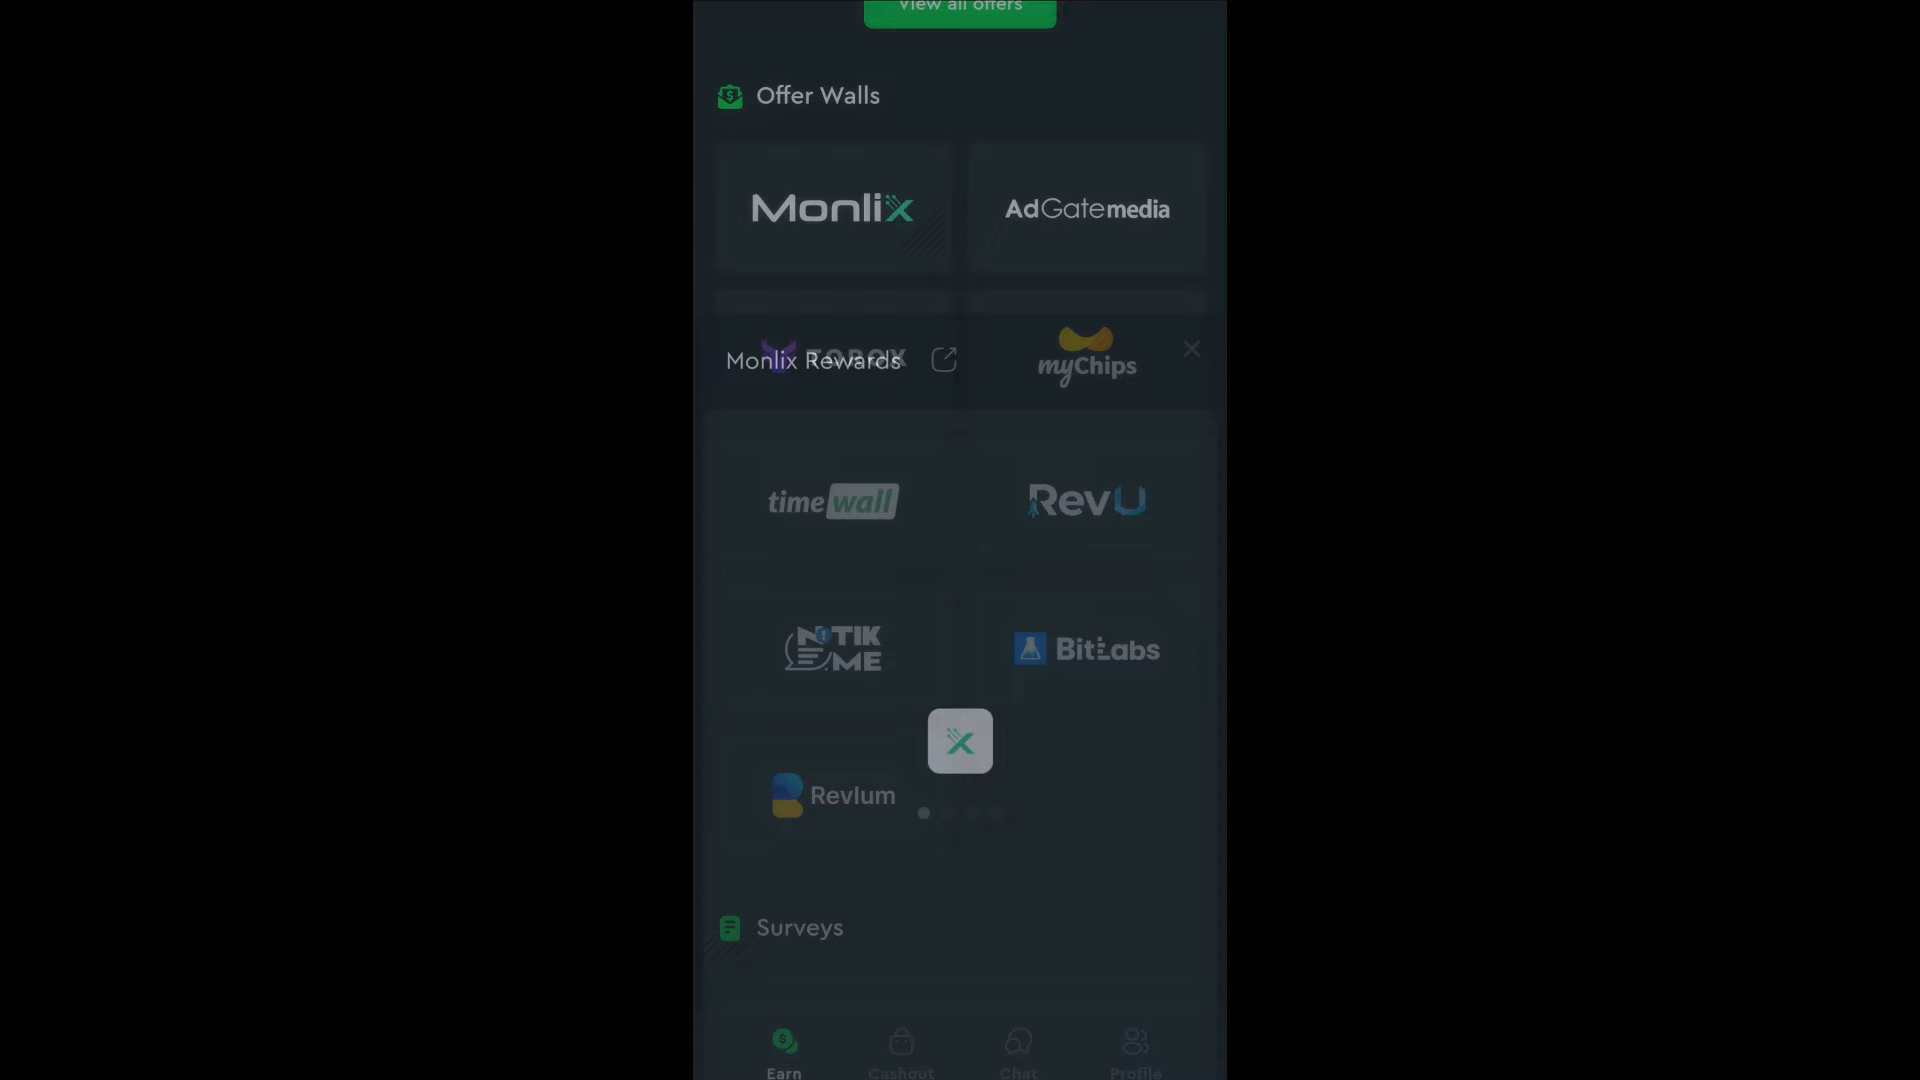 View all offers
Offer Walls
Monlix
AdGatemedia
Monlix Rewards
TOROX
myChips
timewall
RevU
NOTIK
ME
BitLabs
Revlum
Surveys
Earn
Cashout
Chat
Profile